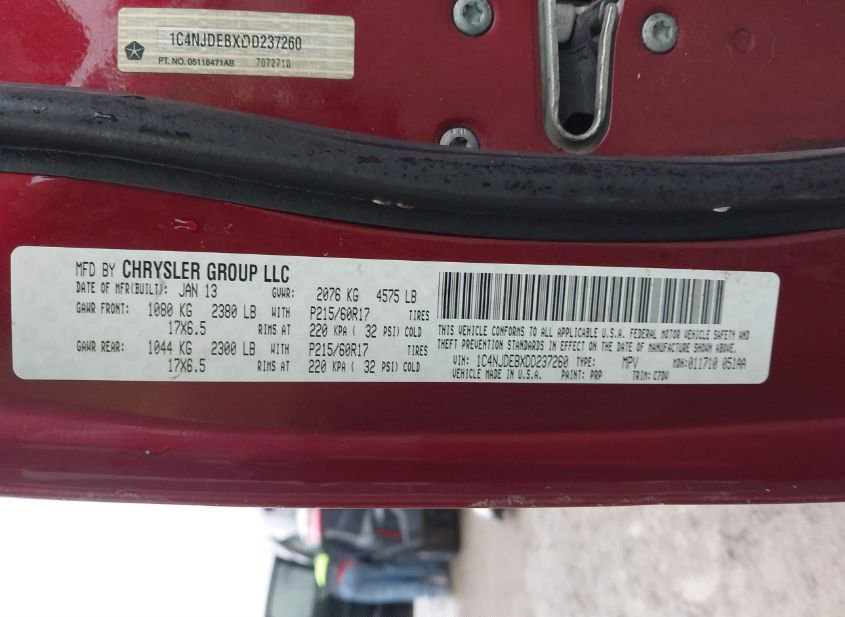 1C4NJDEBXDD237260
PT. NO. 05116471AB 7072710
MFD BY CHRYSLER GROUP LLC
DATE OF MFR(BUILT): JAN 13 GVWR: 2076 KG 4575 LB
GAWR FRONT: 1080 KG 2380 LB WITH P215/60R17 TIRES
17X6.5 RIMS AT 220 KPA ( 32 PSI) COLD
GAWR REAR: 1044 KG 2300 LB WITH P215/60R17 TIRES
17X6.5 RIMS AT 220 KPA ( 32 PSI) COLD
THIS VEHICLE CONFORMS TO ALL APPLICABLE U.S.A. FEDERAL MOTOR VEHICLE SAFETY AND
THEFT PREVENTION STANDARDS IN EFFECT ON THE DATE OF MANUFACTURE SHOWN ABOVE.
VIN: 1C4NJDEBXDD237260 TYPE: MPV MDH: 011710 051AA
VEHICLE MADE IN U.S.A. PAINT: PRP TRIM: C7DV